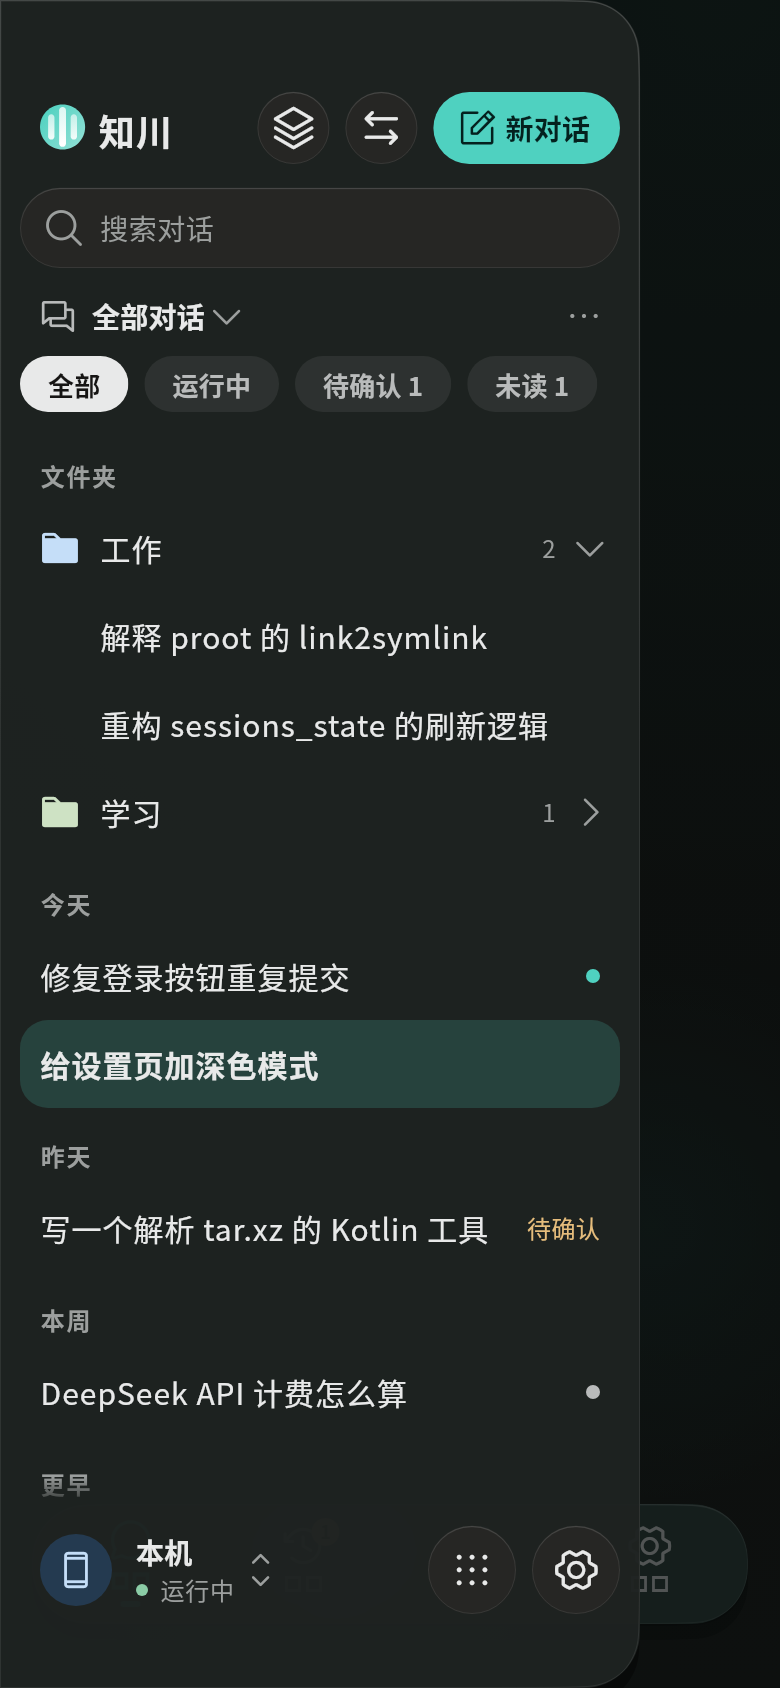 知川
新对话
搜索对话
全部对话
全部
运行中
待确认 1
未读 1
文件夹
工作
2
解释 proot 的 link2symlink
重构 sessions_state 的刷新逻辑
学习
1
今天
修复登录按钮重复提交
给设置页加深色模式
昨天
写一个解析 tar.xz 的 Kotlin 工具
待确认
本周
DeepSeek API 计费怎么算
更早
本机
运行中